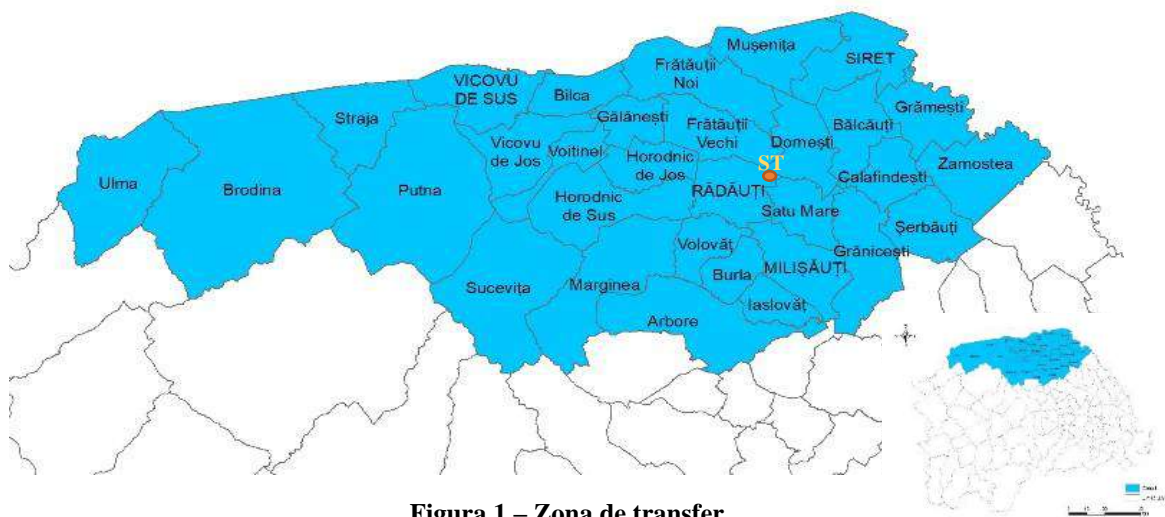 Mușenița
SIRET
Frătăuții
Noi
VICOVU
DE SUS
Bilca
Grămești
Straja
Gălănești
Frătăuții
Vechi
Bălcăuți
Dornești
Vicovu
de Jos
Voitinel
Horodnic
de Jos
ST
Zamostea
Calafindești
Ulma
Brodina
Putna
RĂDĂUȚI
Horodnic
de Sus
Satu Mare
Șerbăuți
Volovăț
Grănicești
Burla
MILIȘĂUȚI
Sucevița
Marginea
Iaslovăț
Arbore
Figura 1 – Zona de transfer